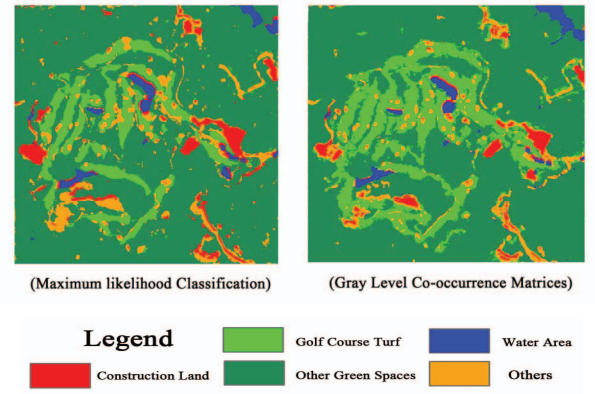 (Maximum likelihood Classification)
(Gray Level Co-occurrence Matrices)
Legend
Golf Course Turf
Water Area
Construction Land
Other Green Spaces
Others